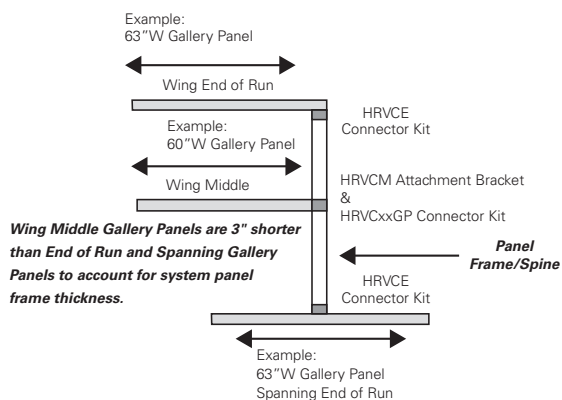 Example:
63"W Gallery Panel
Wing End of Run
HRVCE
Connector Kit
Example:
60"W Gallery Panel
Wing Middle
HRVCM Attachment Bracket
&
HRVCxxGP Connector Kit
Wing Middle Gallery Panels are 3" shorter
than End of Run and Spanning Gallery
Panels to account for system panel
frame thickness.
Panel
Frame/Spine
HRVCE
Connector Kit
Example:
63"W Gallery Panel
Spanning End of Run